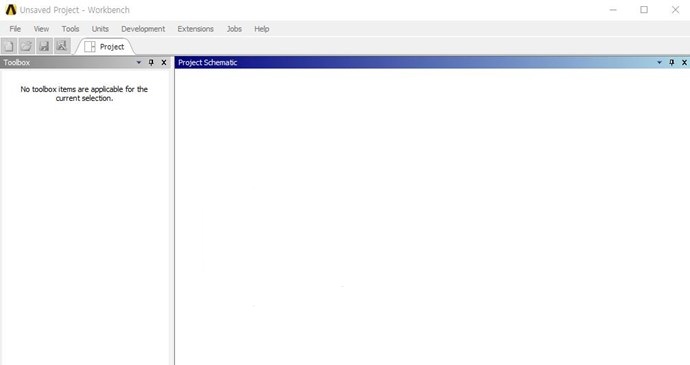 Unsaved Project - Workbench
File View Tools Units Development Extensions Jobs Help
Project
Toolbox
No toolbox items are applicable for the
current selection.
Project Schematic